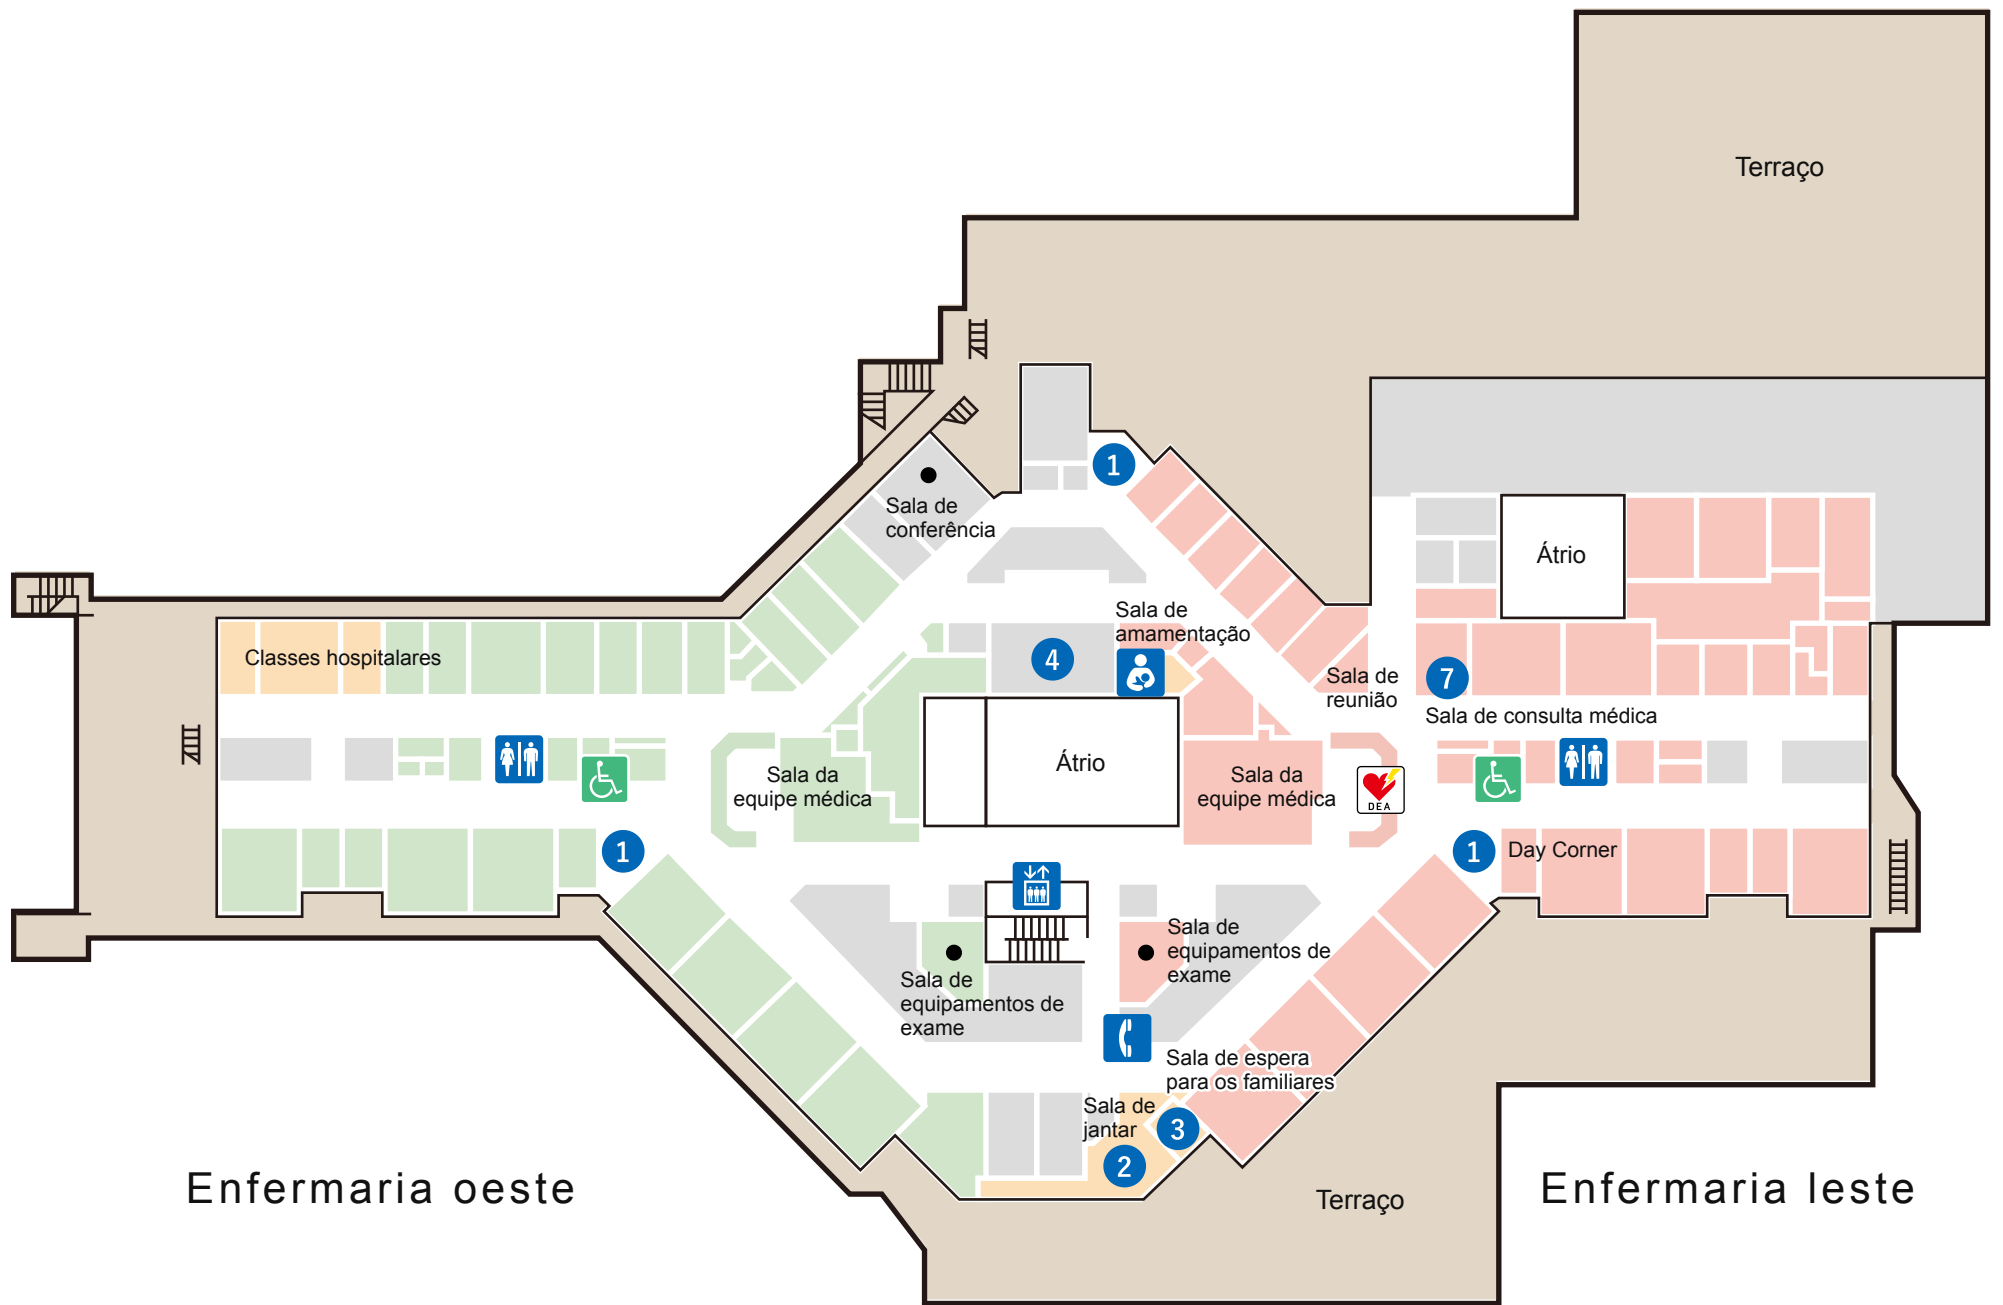 Terraço
1
Sala de
conferência
Átrio
Sala de
amamentação
4
Classes hospitalares
Sala de
reunião
7
Sala de consulta médica
Átrio
Sala da
equipe médica
Sala da
equipe médica
DEA
1
1
Day Corner
Sala de
equipamentos de
exame
Sala de
equipamentos de
exame
Sala de espera
para os familiares
Sala de
jantar
3
2
Enfermaria oeste
Terraço
Enfermaria leste